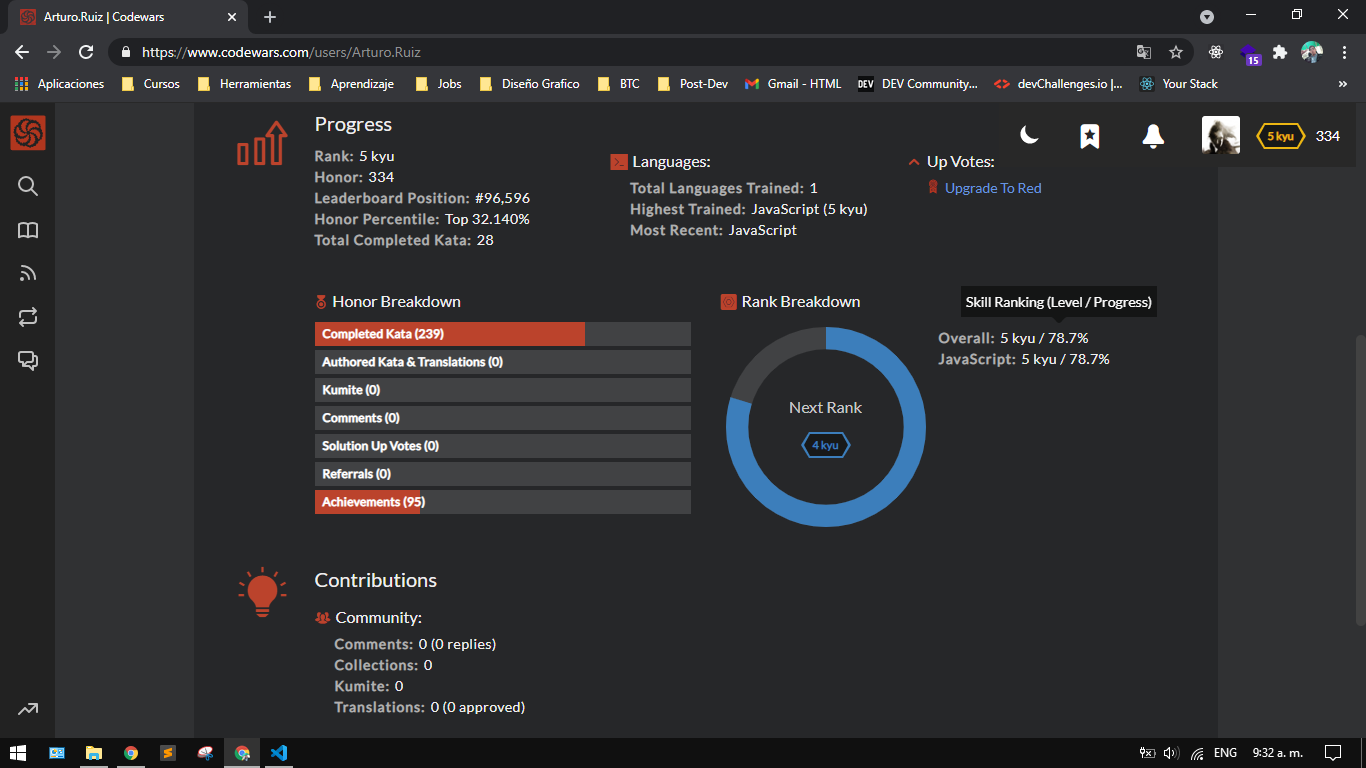 Arturo.Ruiz | Codewars
https://www.codewars.com/users/Arturo.Ruiz
15
Aplicaciones
Cursos
Herramientas
Aprendizaje
Jobs
Diseño Grafico
BTC
Post-Dev
Gmail - HTML
DEV
DEV Community...
devChallenges.io |...
Your Stack
»
5 kyu
334
Progress
Rank: 5 kyu
Honor: 334
Leaderboard Position: #96,596
Honor Percentile: Top 32.140%
Total Completed Kata: 28
Languages:
Total Languages Trained: 1
Highest Trained: JavaScript (5 kyu)
Most Recent: JavaScript
Up Votes:
Upgrade To Red
Honor Breakdown
Completed Kata (239)
Authored Kata & Translations (0)
Kumite (0)
Comments (0)
Solution Up Votes (0)
Referrals (0)
Achievements (95)
Rank Breakdown
Next Rank
4 kyu
Skill Ranking (Level / Progress)
Overall: 5 kyu / 78.7%
JavaScript: 5 kyu / 78.7%
Contributions
Community:
Comments: 0 (0 replies)
Collections: 0
Kumite: 0
Translations: 0 (0 approved)
ENG
9:32 a. m.